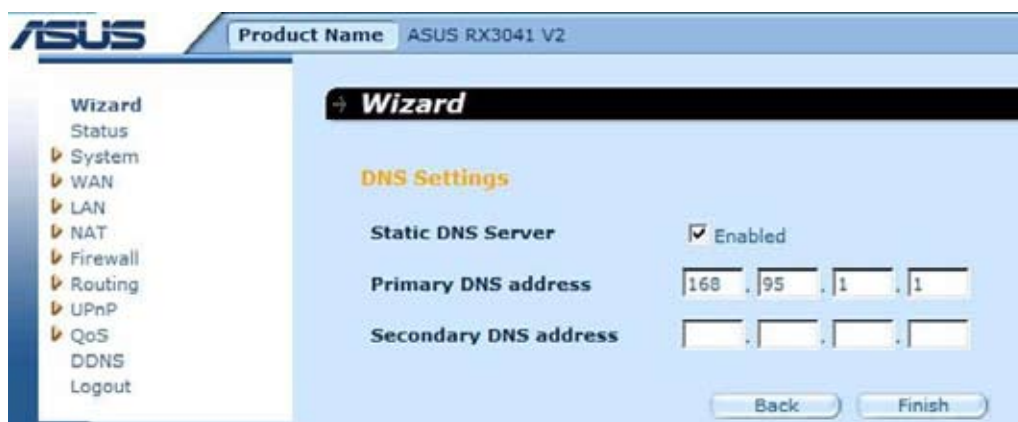 ASUS
Product Name ASUS RX3041 V2
Wizard
Status
System
WAN
LAN
NAT
Firewall
Routing
UPnP
QoS
DDNS
Logout
Wizard
DNS Settings
Static DNS Server Enabled
Primary DNS address 168 . 95 . 1 . 1
Secondary DNS address . . .
Back Finish